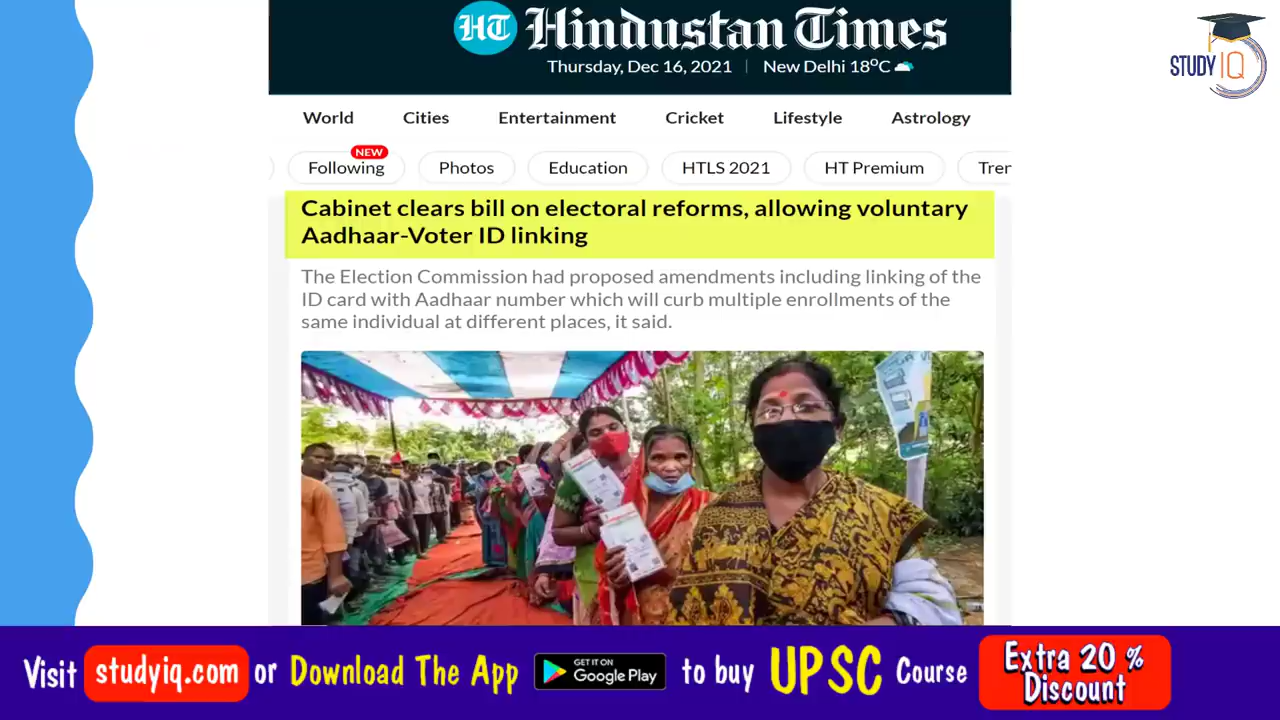 HT Hindustan Times
Thursday, Dec 16, 2021 | New Delhi 18ºC
STUDY IQ
World Cities Entertainment Cricket Lifestyle Astrology
NEW
Following Photos Education HTLS 2021 HT Premium Tren
Cabinet clears bill on electoral reforms, allowing voluntary
Aadhaar-Voter ID linking
The Election Commission had proposed amendments including linking of the
ID card with Aadhaar number which will curb multiple enrollments of the
same individual at different places, it said.
Visit studyiq.com or Download The App GET IT ON Google Play to buy UPSC Course Extra 20 % Discount